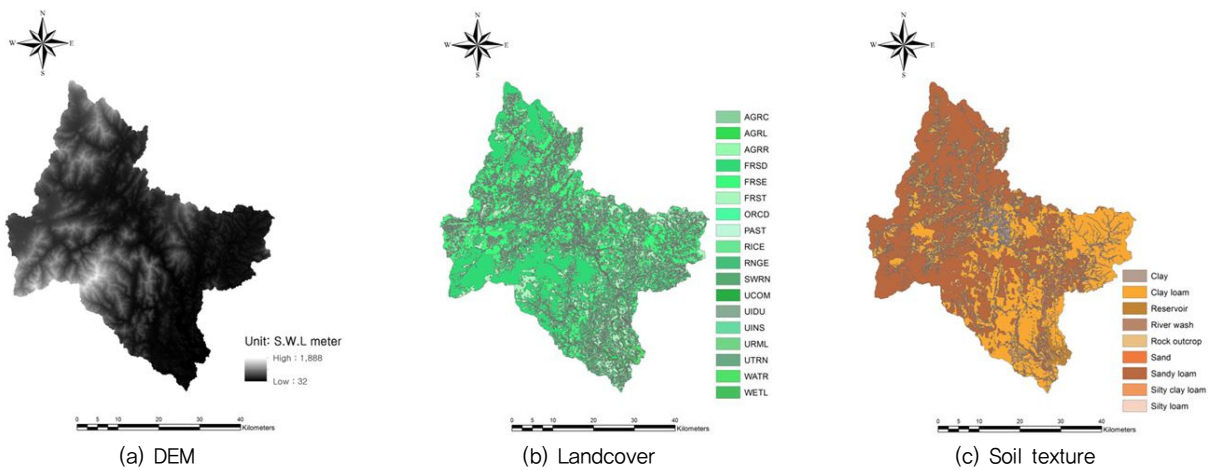 N
W E
S
Unit: S.W.L meter
High : 1,888
Low : 32
0 5 10 20 30 40
Kilometers
(a) DEM
N
W E
S
AGRC
AGRL
AGRR
FRSD
FRSE
FRST
ORCD
PAST
RICE
RNGE
SWRN
UCOM
UIDU
UINS
URML
UTRN
WATR
WETL
0 5 10 20 30 40
Kilometers
(b) Landcover
N
W E
S
Clay
Clay loam
Reservoir
River wash
Rock outcrop
Sand
Sandy loam
Silty clay loam
Silty loam
0 5 10 20 30 40
Kilometers
(c) Soil texture